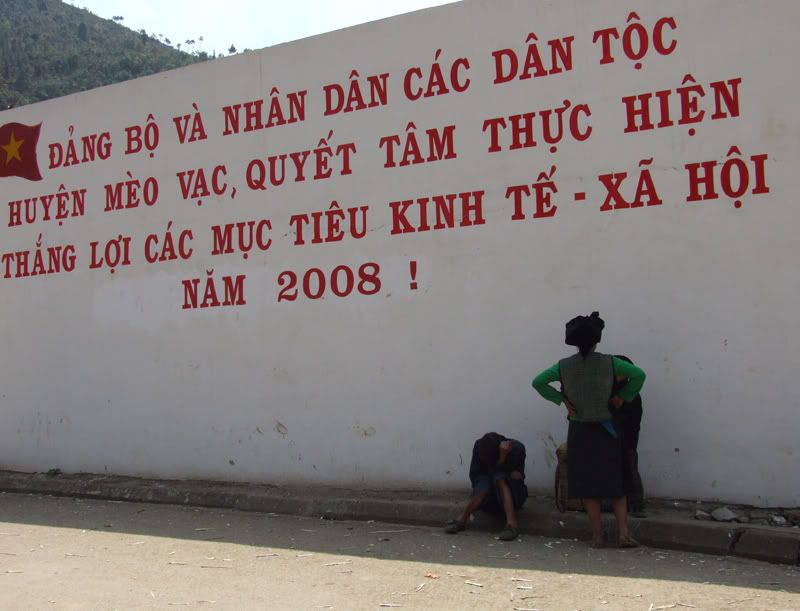 ĐẢNG BỘ VÀ NHÂN DÂN CÁC DÂN TỘC
HUYỆN MÈO VẠC, QUYẾT TÂM THỰC HIỆN
THẮNG LỢI CÁC MỤC TIÊU KINH TẾ - XÃ HỘI
NĂM 2008 !